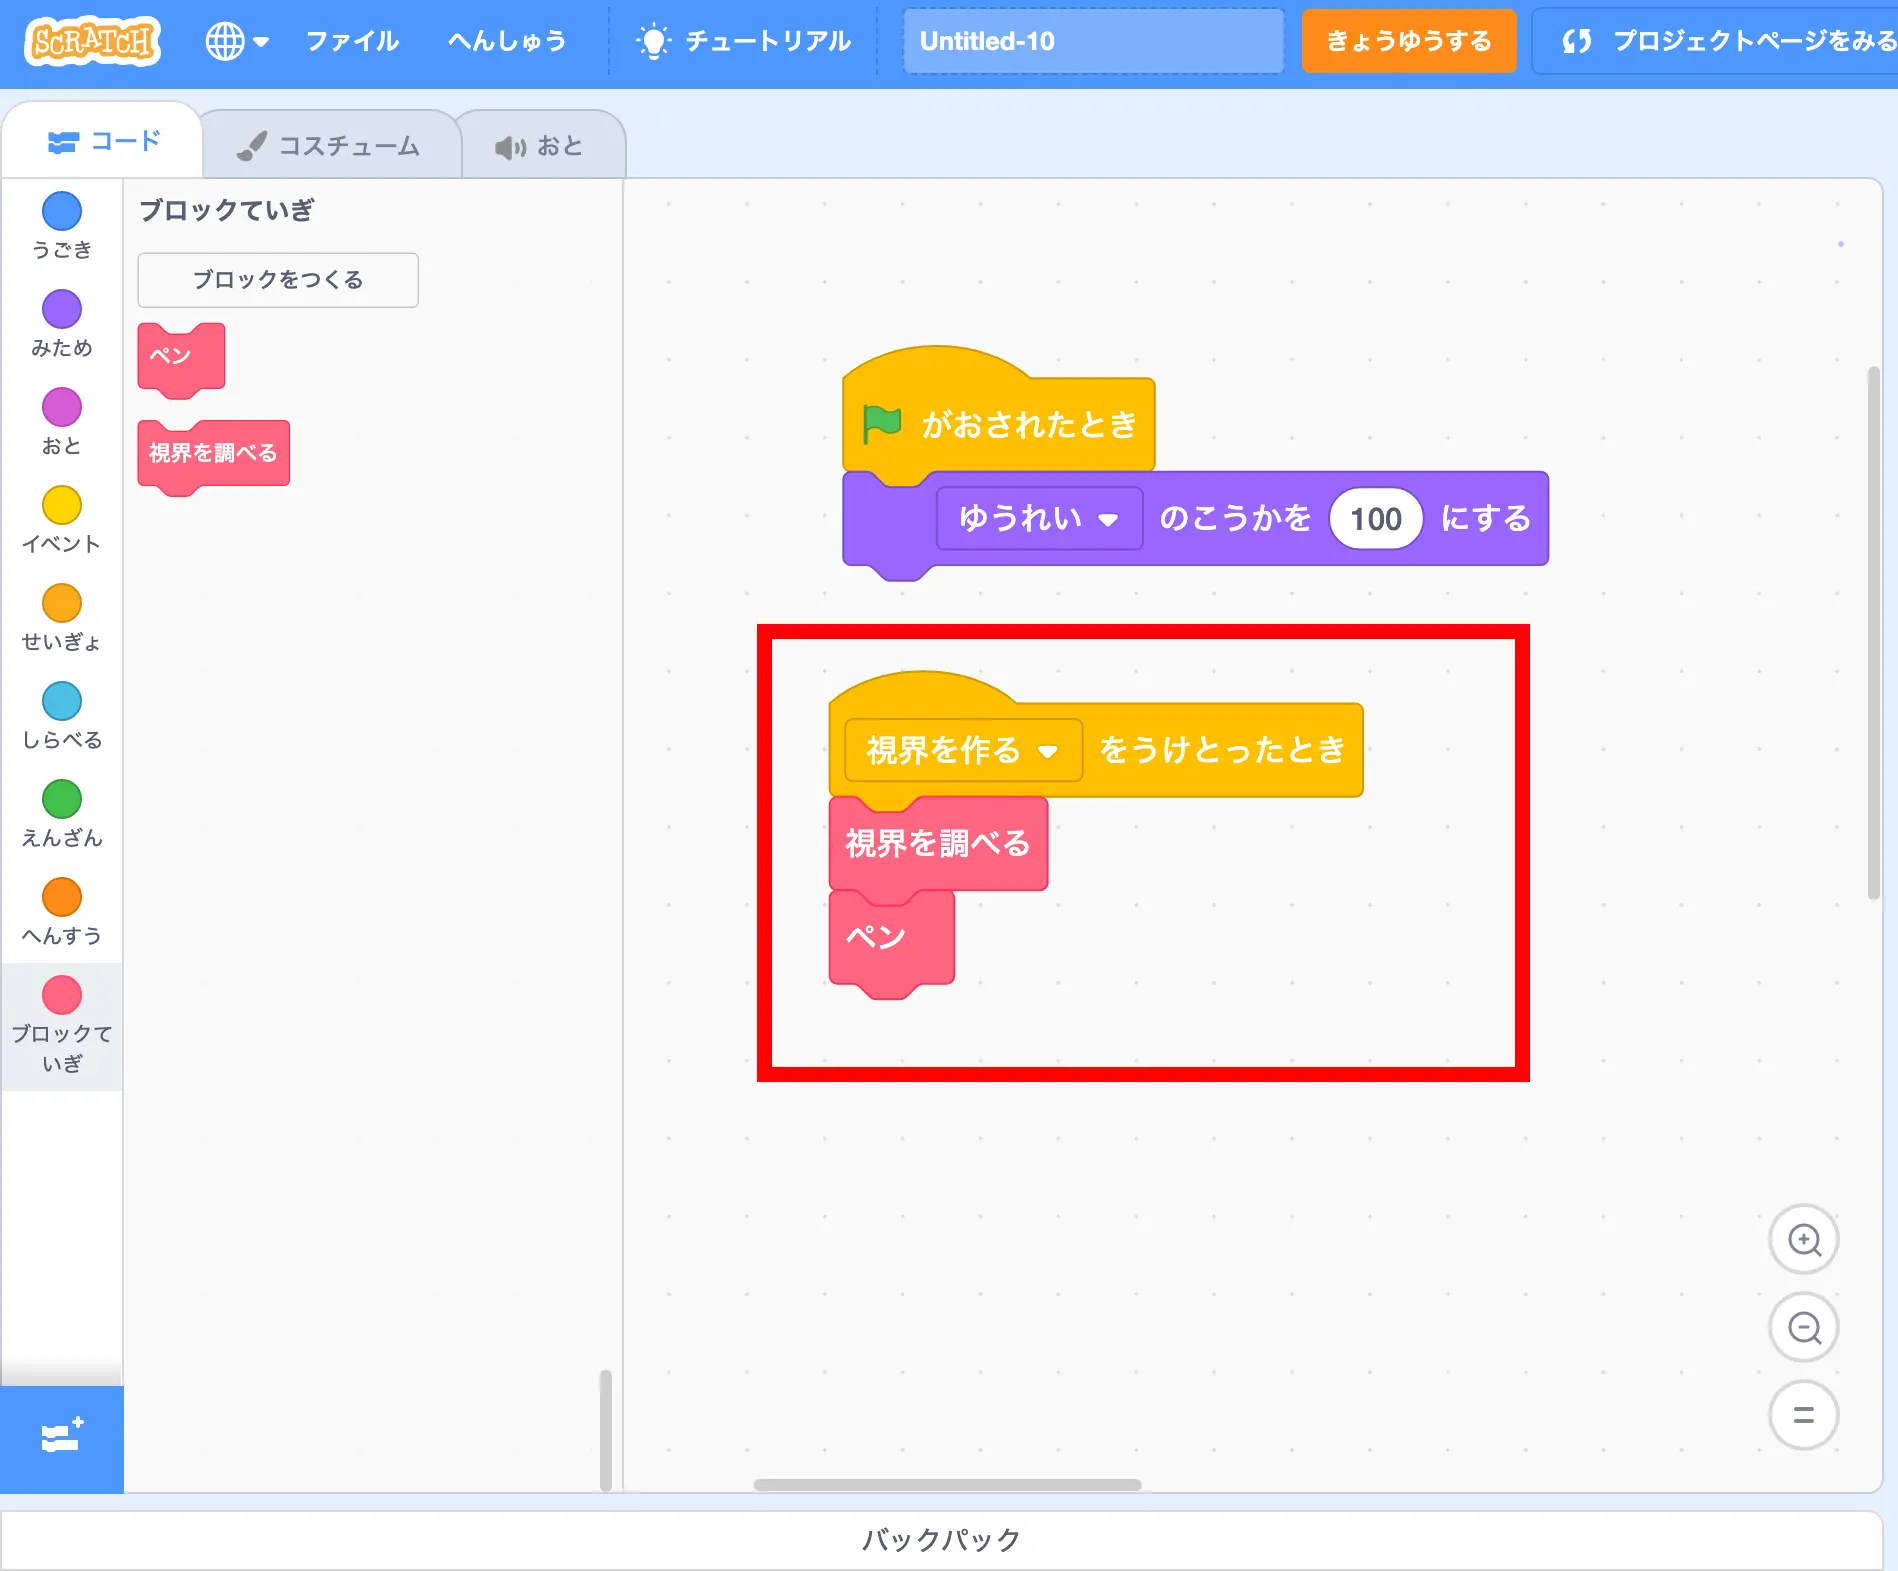 SCRATCH
ファイル
へんしゅう
チュートリアル
Untitled-10
きょうゆうする
プロジェクトページをみる
コード
コスチューム
おと
うごき
みため
おと
イベント
せいぎょ
しらべる
えんざん
へんすう
ブロックて
いぎ
ブロックていぎ
ブロックをつくる
ペン
視界を調べる
がおされたとき
ゆうれい のこうかを 100 にする
視界を作る をうけとったとき
視界を調べる
ペン
バックパック